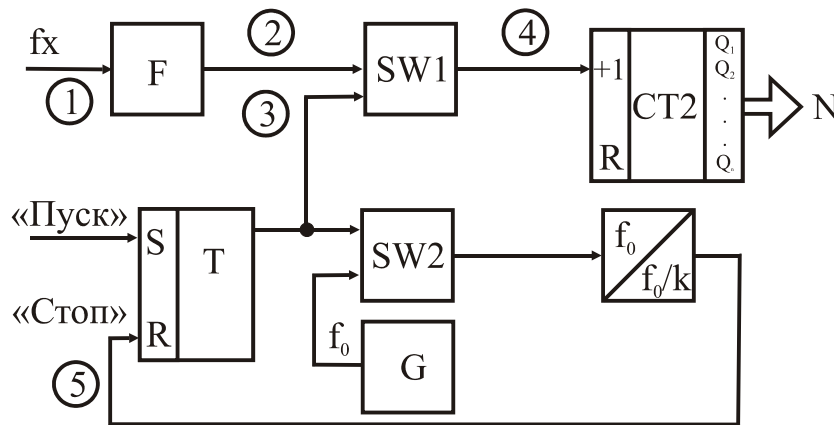 fx
1
F
2
3
SW1
4
+1
R
CT2
Q1
Q2
.
.
.
Qn
N
«Пуск»
«Стоп»
S
R
T
SW2
f0
G
f0
f0/k
5